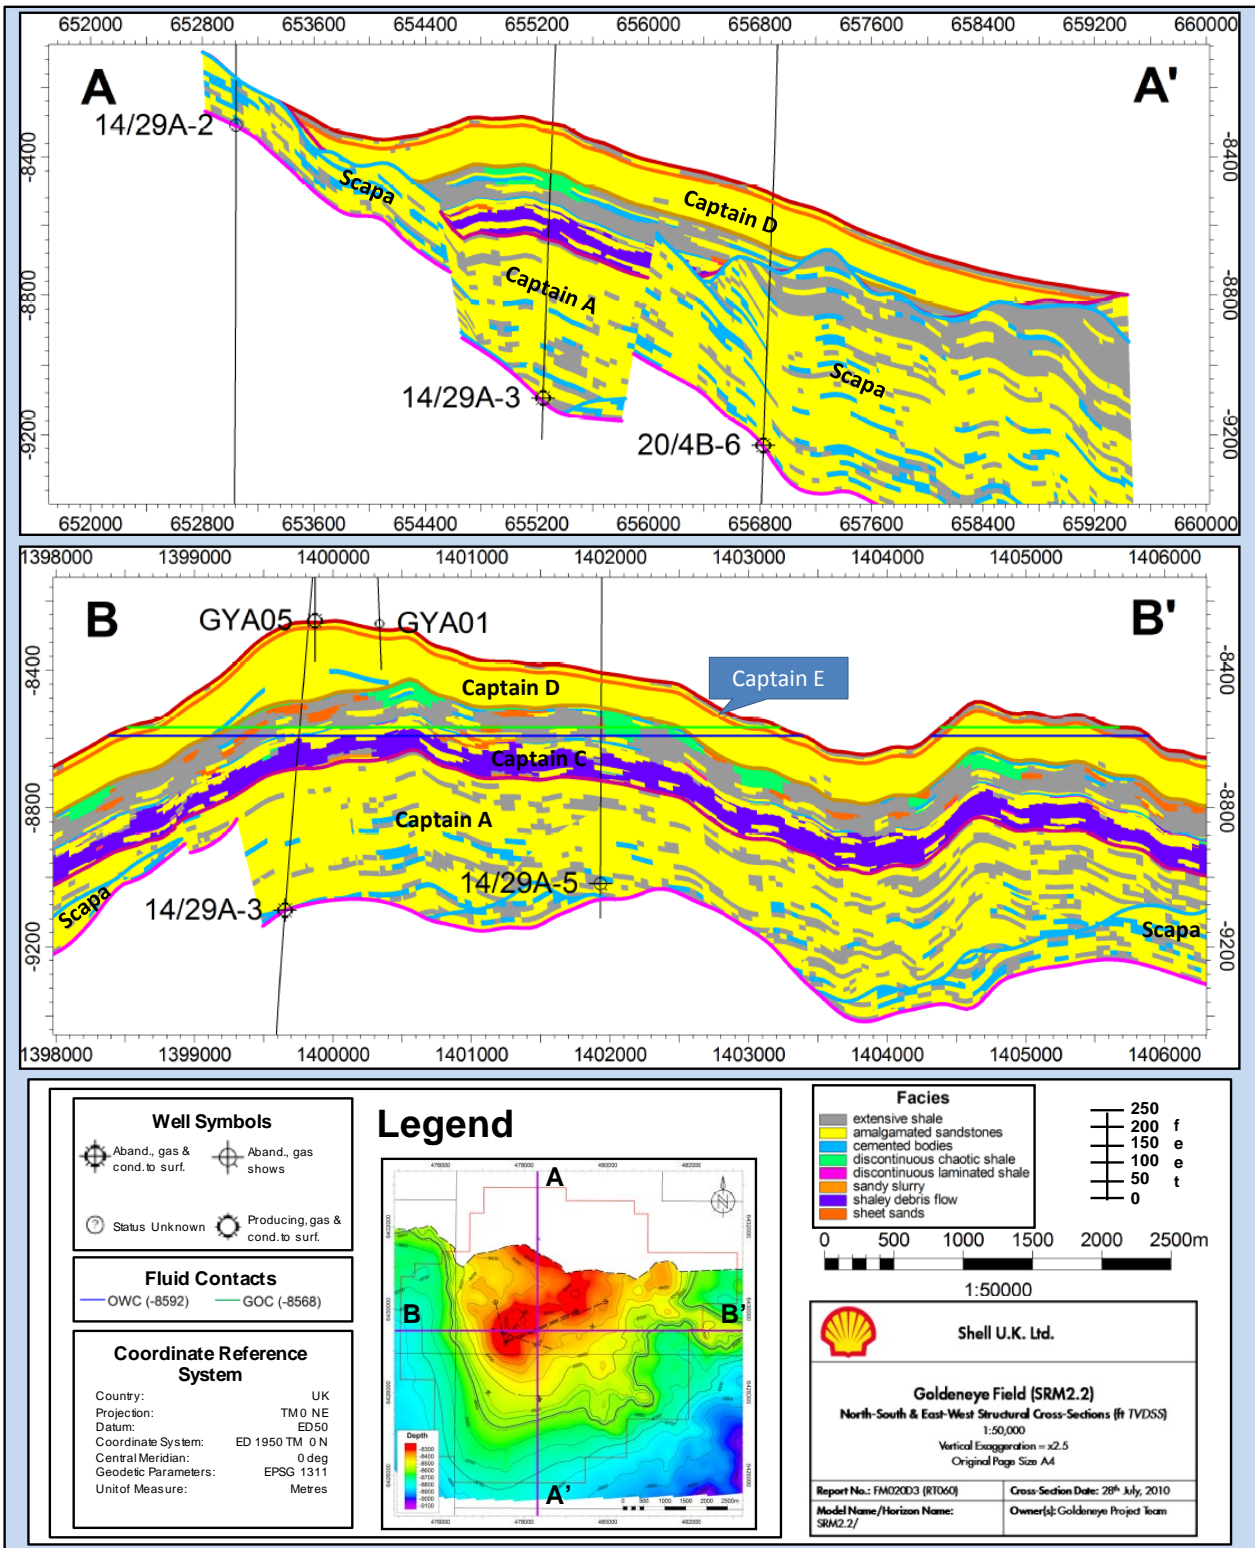 652000 652800 653600 654400 655200 656000 656800 657600 658400 659200 660000
A
A'
14/29A-2
-8400
-8400
Scapa
Captain D
-8800
-8800
Captain A
Scapa
14/29A-3
20/4B-6
-9200
-9200
652000 652800 653600 654400 655200 656000 656800 657600 658400 659200 660000
1398000 1399000 1400000 1401000 1402000 1403000 1404000 1405000 1406000
B
B'
GYA05
GYA01
-8400
-8400
Captain E
Captain D
Captain C
-8800
-8800
Captain A
14/29A-5
Scapa
14/29A-3
Scapa
-9200
-9200
1398000 1399000 1400000 1401000 1402000 1403000 1404000 1405000 1406000
Well Symbols
Aband., gas &
cond.to surf.
Aband., gas
shows
Status Unknown
Producing, gas &
cond.to surf.
Fluid Contacts
OWC (-8592)
GOC (-8568)
Coordinate Reference
System
Country: UK
Projection: TM0 NE
Datum: ED50
Coordinate System: ED 1950 TM 0 N
Central Meridian: 0 deg
Geodetic Parameters: EPSG 1311
Unit of Measure: Metres
Legend
A
N
B
B'
A'
Depth
Facies
extensive shale
amalgamated sandstones
cemented bodies
discontinuous chaotic shale
discontinuous laminated shale
sandy slurry
shaley debris flow
sheet sands
250
200
150
100
50
0
feet
0 500 1000 1500 2000 2500m
1:50000
Shell U.K. Ltd.
Goldeneye Field (SRM2.2)
North-South & East-West Structural Cross-Sections (ft TVDSS)
1:50,000
Vertical Exaggeration = x2.5
Original Page Size A4
Report No.: FM020D3 (RT060)
Cross-Section Date: 28th July, 2010
Model Name/Horizon Name:
SRM2.2/
Owner(s): Goldeneye Project Team